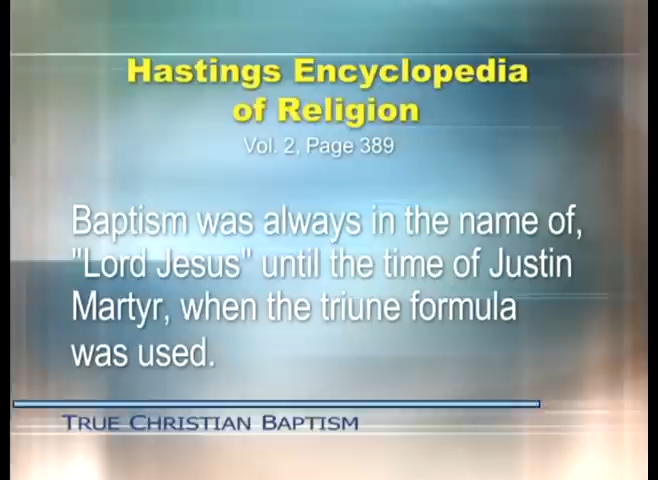 Hastings Encyclopedia
of Religion
Vol. 2, Page 389
Baptism was always in the name of,
"Lord Jesus" until the time of Justin
Martyr, when the triune formula
was used.
TRUE CHRISTIAN BAPTISM